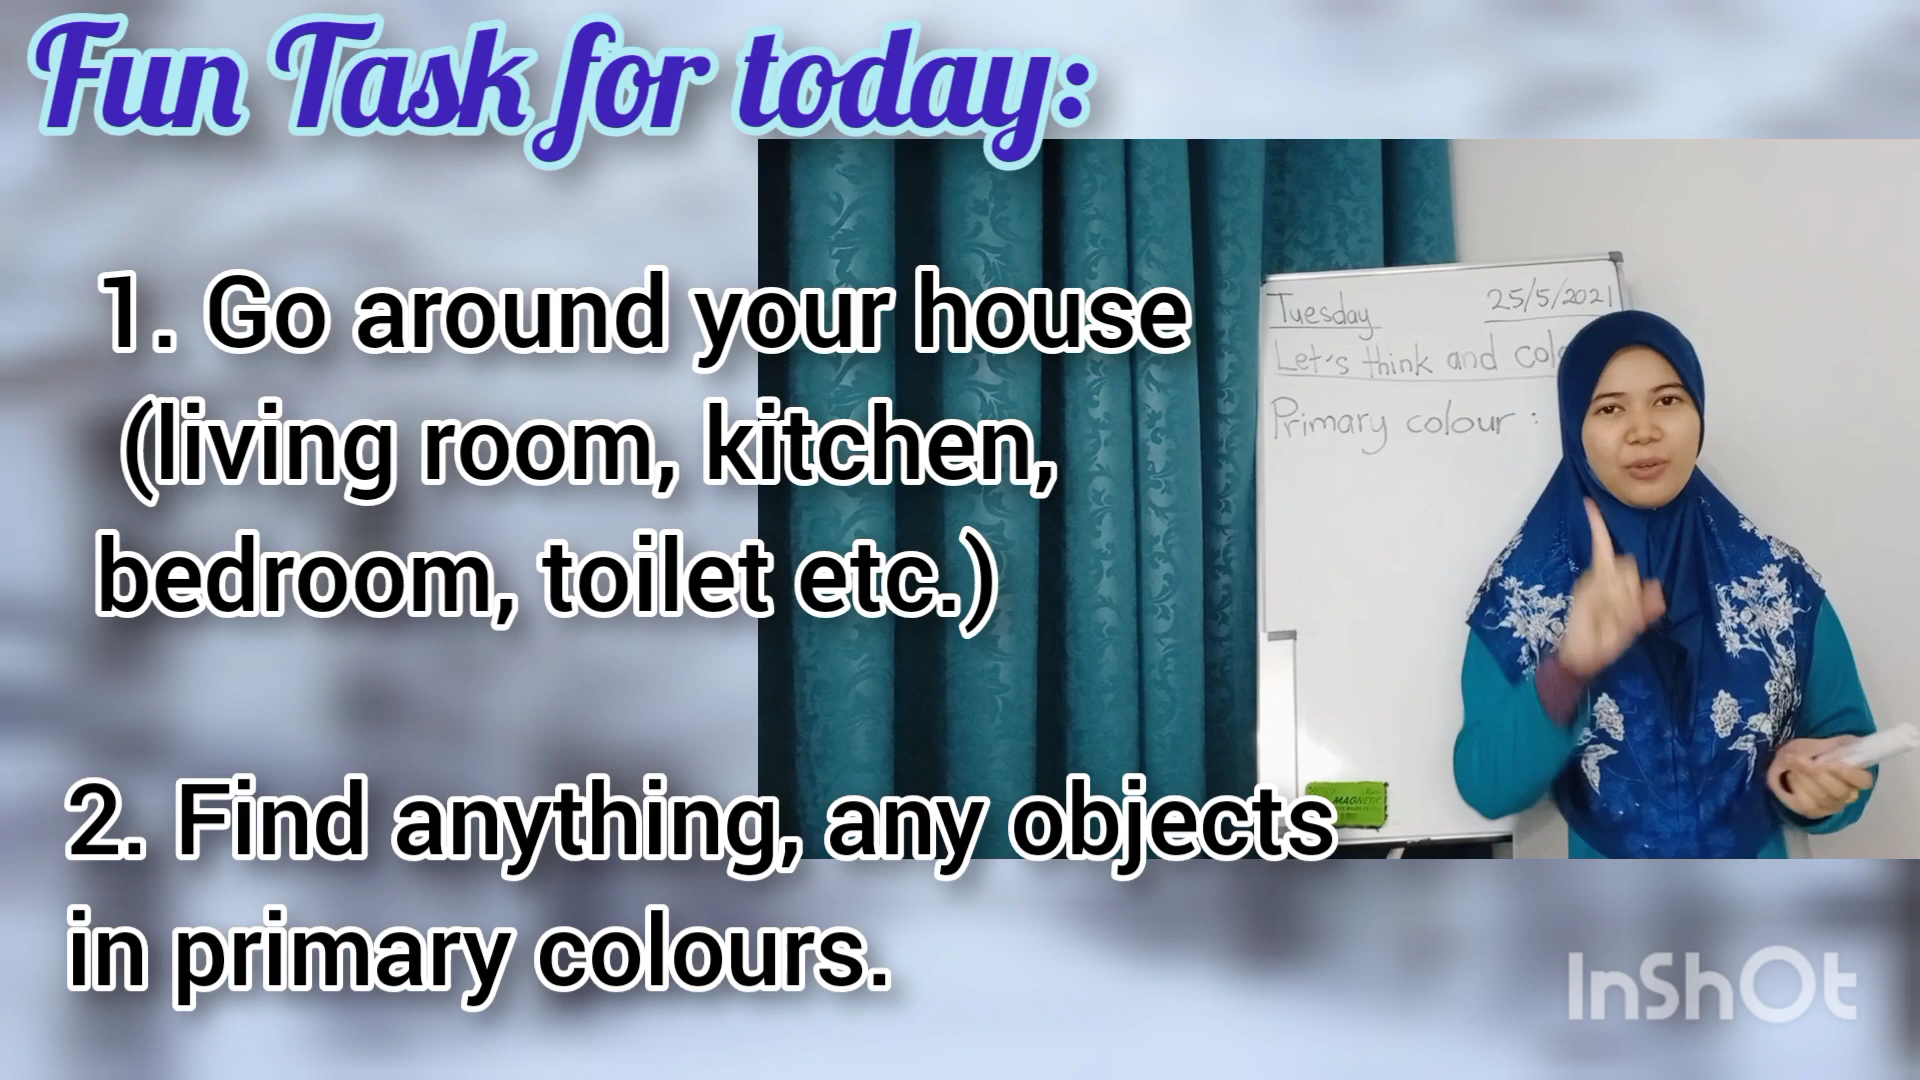 Fun Task for today:
1. Go around your house
(living room, kitchen,
bedroom, toilet etc.)
2. Find anything, any objects
in primary colours.
Tuesday 25/5/2021
Let's think and
Primary colour :
MAGNETIC
InShOt